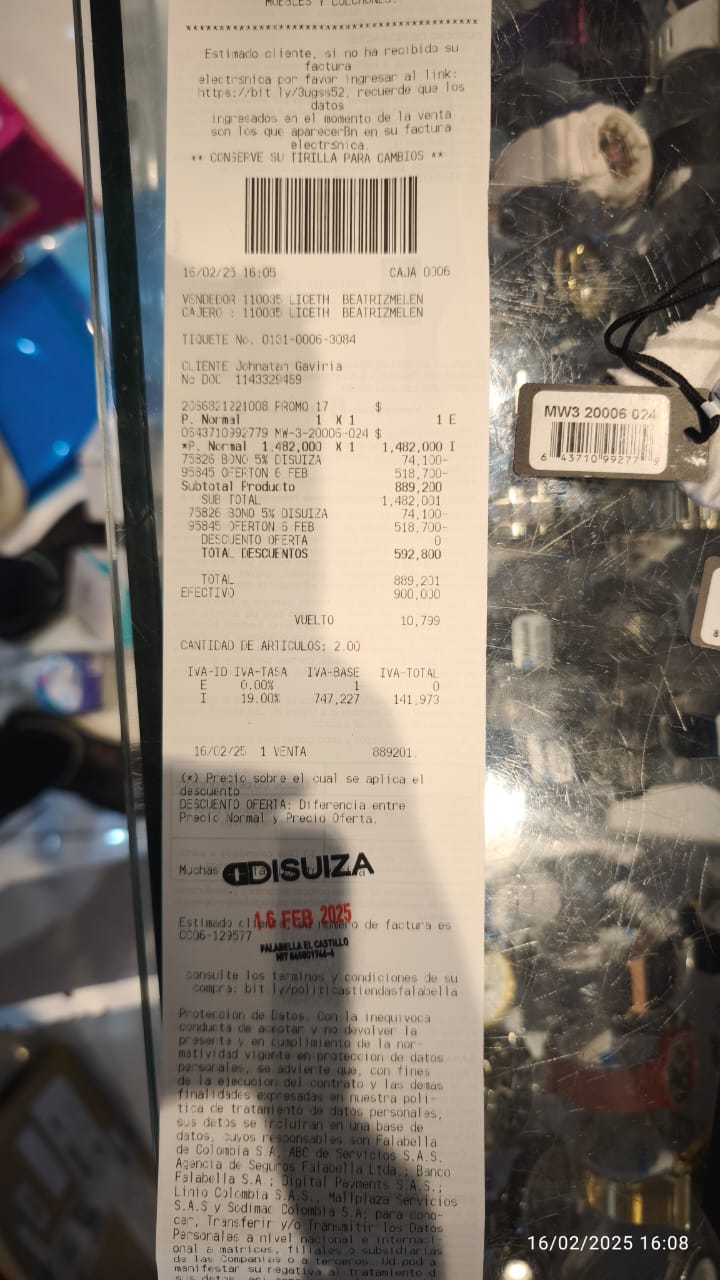 MUEBLES Y COLCHONES.
****************************************
Estimado cliente, si no ha recibido su
factura
electrsnica por favor ingresar al link:
https://bit ly/3ugss52, recuerde que los
datos
ingresados en el momento de la venta
son los que aparecerßn en su factura
electrsnica.
** CONSERVE SU TIRILLA PARA CAMBIOS **
16/02/25 16:05 CAJA 0006
VENDEDOR 110035 LICETH BEATRIZMELEN
CAJERO : 110035 LICETH BEATRIZMELEN
TIQUETE No. 0131-0006-3084
CLIENTE Johnatan Gaviria
No DOC 1143329469
2066821221008 PROMO 17 $
P. Normal 1 X 1 1 E
0643710992779 MW-3-20006-024 $
*P. Normal 1,482,000 X 1 1,482,000 I
75826 BONO 5% DISUIZA 74,100-
95845 OFERTON 6 FEB 518,700-
Subtotal Producto 889,200
SUB TOTAL 1,482,001
75826 BONO 5% DISUIZA 74,100-
95845 OFERTON 6 FEB 518,700-
DESCUENTO OFERTA 0
TOTAL DESCUENTOS 592,800
TOTAL 889,201
EFECTIVO 900,000
VUELTO 10,799
CANTIDAD DE ARTICULOS: 2.00
IVA-ID IVA-TASA IVA-BASE IVA-TOTAL
E 0.00% 1 0
I 19.00% 747,227 141,973
16/02/25 1 VENTA 889201.
(*) Precio sobre el cual se aplica el
descuento
DESCUENTO OFERTA: Diferencia entre
Precio Normal y Precio Oferta.
Muchas
DISUIZA
16 FEB 2025
Estimado número de factura es
CC06-129577
FALABELLA EL CASTILLO
consulte los terminos y condiciones de su
compra: bit ly/politicastiendasfalabella
Proteccion de Datos. Con la inequivoca
conducta de aceptar y no devolver la
presente y en cumplimiento de la nor-
matividad vigente en proteccion de datos
personales, se advierte que, con fines
de la ejecucion del contrato y las demas
finalidades expresadas en nuestra poli-
tica de tratamiento de datos personales,
sus datos se incluiran en una base de
datos, cuyos responsables son Falabella
de Colombia S.A, ABC de Servicios S.A.S,
Agencia de Seguros Falabella Ltda.; Banco
Falabella S.A.; Digital Payments S.A.S.;
Linio Colombia S.A.S., Mallplaza Servicios
S.A.S y Sodimac Colombia S.A; para cono-
cer, Transferir y/o Transmitir los Datos
Personales a nivel nacional e internaci-
onal a matrices, filiales o subsidiarias
de las Companies o a terceros. Ud podra
manifestar su negativa al tratamiento d
MW3 20006 024
6 43710 99277 9
8
16/02/2025 16:08